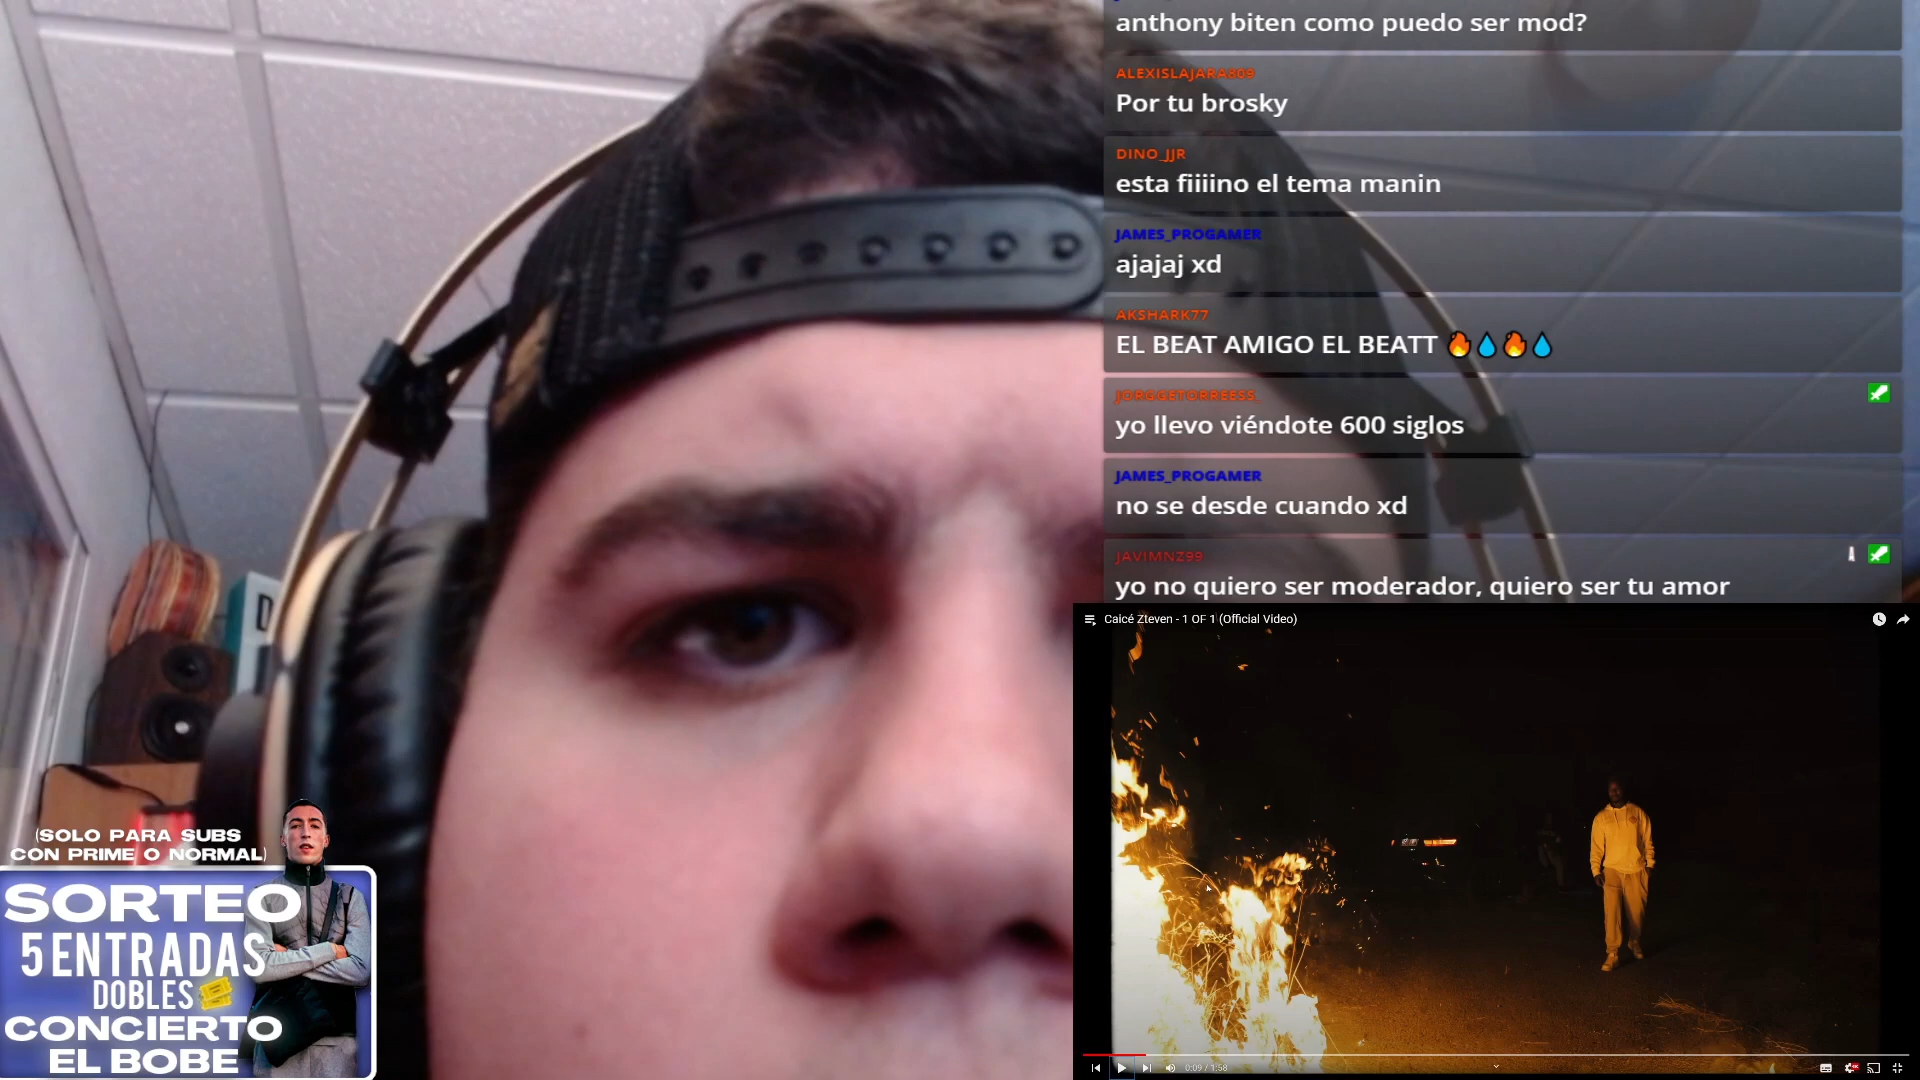 anthony biten como puedo ser mod?
ALEXISLAJARA809
Por tu brosky
DINO_JJR
esta fiiiino el tema manin
JAMES_PROGAMER
ajajaj xd
AKSHARK77
EL BEAT AMIGO EL BEATT 🔥💧🔥💧
JORGGETORREESS_
yo llevo viéndote 600 siglos
JAMES_PROGAMER
no se desde cuando xd
JAVIMNZ99
yo no quiero ser moderador, quiero ser tu amor
Caicé Zteven - 1 OF 1 (Official Video)
0:09 / 1:58
(SOLO PARA SUBS
CON PRIME O NORMAL)
SORTEO
5 ENTRADAS
DOBLES
CONCIERTO
EL BOBE